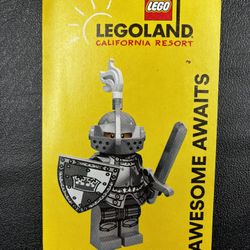 LEGO
LEGOLAND
CALIFORNIA RESORT
AWESOME AWAITS